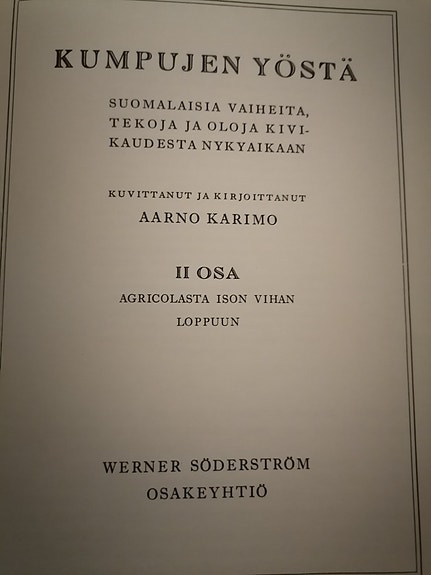 KUMPUJEN YÖSTÄ
SUOMALAISIA VAIHEITA,
TEKOJA JA OLOJA KIVI-
KAUDESTA NYKYAIKAAN
KUVITTANUT JA KIRJOITTANUT
AARNO KARIMO
II OSA
AGRICOLASTA ISON VIHAN
LOPPUUN
WERNER SÖDERSTRÖM
OSAKEYHTIÖ